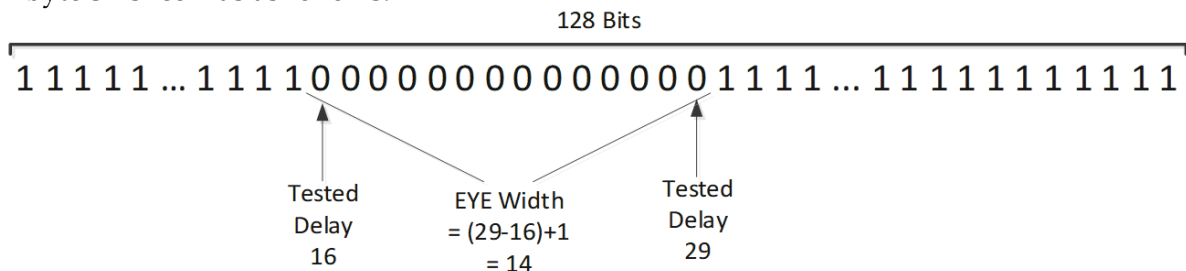 128 Bits
1 1 1 1 1 ... 1 1 1 1 0 0 0 0 0 0 0 0 0 0 0 0 0 0 1 1 1 1 ... 1 1 1 1 1 1 1 1 1 1 1
Tested
Delay
16
EYE Width
= (29-16)+1
= 14
Tested
Delay
29